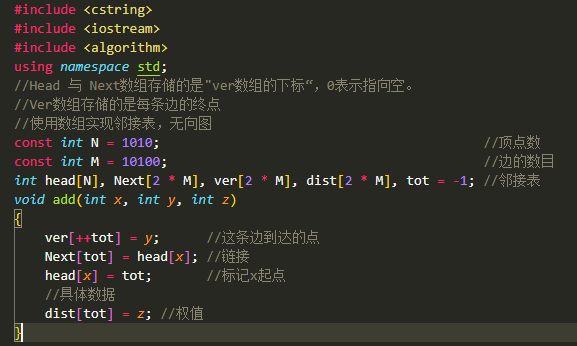 #include <cstring>
#include <iostream>
#include <algorithm>
using namespace std;
//Head 与 Next数组存储的是"ver数组的下标“，0表示指向空。
//Ver数组存储的是每条边的终点
//使用数组实现邻接表，无向图
const int N = 1010; //顶点数
const int M = 10100; //边的数目
int head[N], Next[2 * M], ver[2 * M], dist[2 * M], tot = -1; //邻接表
void add(int x, int y, int z)
{
ver[++tot] = y; //这条边到达的点
Next[tot] = head[x]; //链接
head[x] = tot; //标记x起点
//具体数据
dist[tot] = z; //权值
}